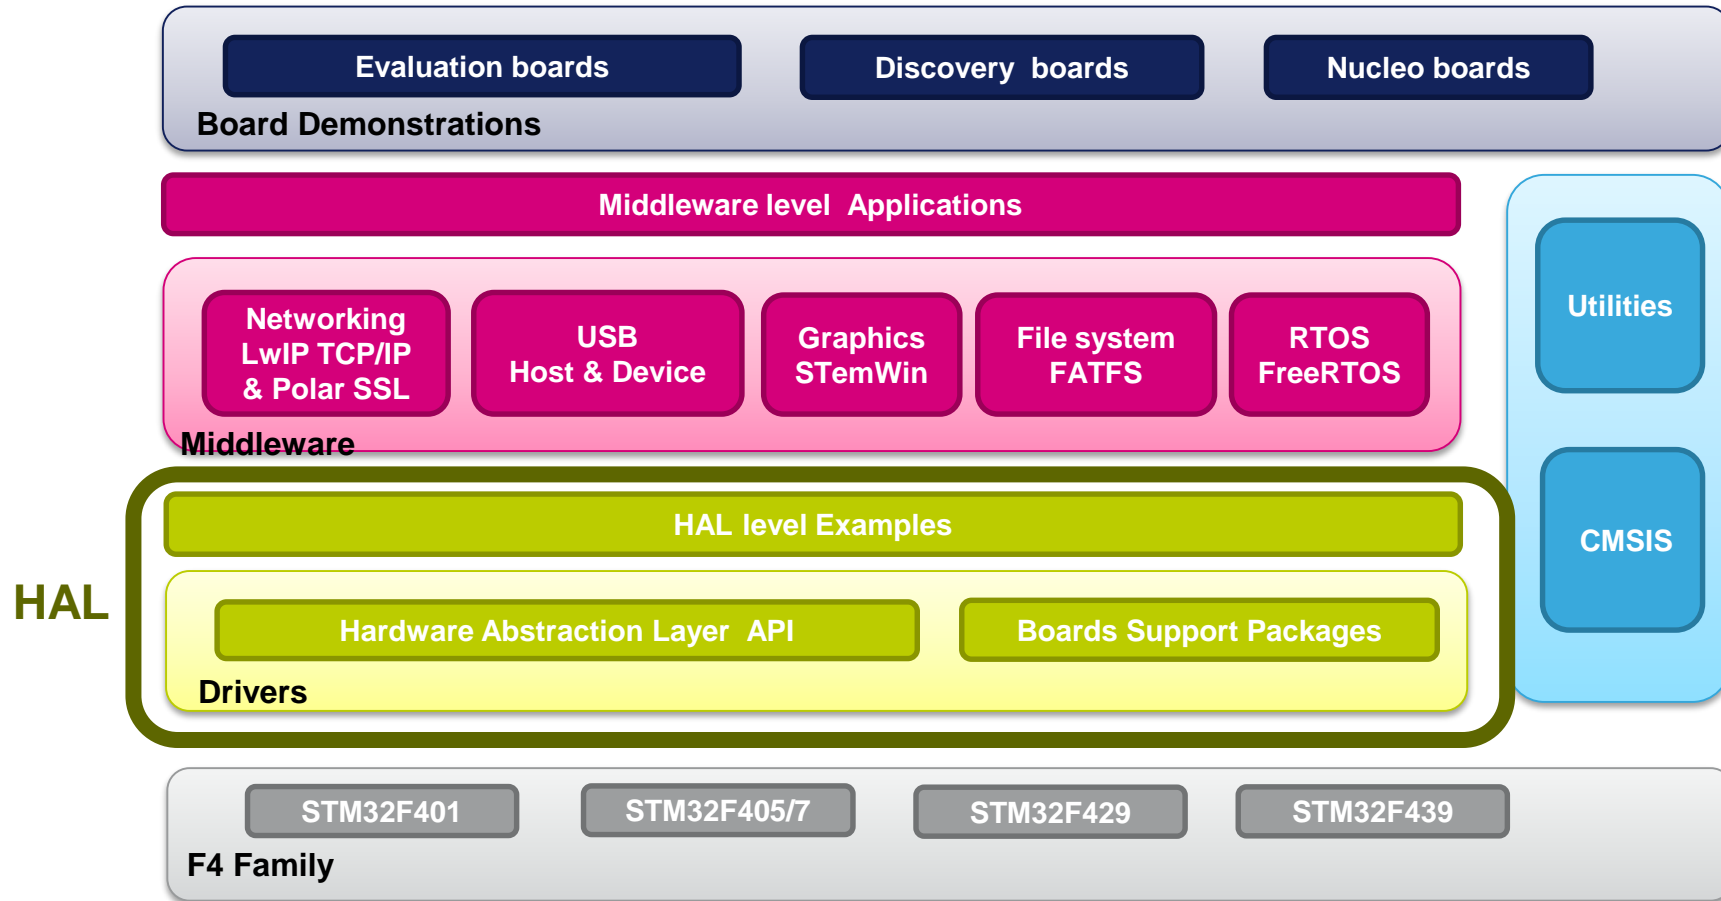 Evaluation boards
Discovery boards
Nucleo boards
Board Demonstrations
Middleware level Applications
Networking
LwIP TCP/IP
& Polar SSL
USB
Host & Device
Graphics
STemWin
File system
FATFS
RTOS
FreeRTOS
Middleware
Utilities
CMSIS
HAL
HAL level Examples
Hardware Abstraction Layer API
Boards Support Packages
Drivers
STM32F401
STM32F405/7
STM32F429
STM32F439
F4 Family